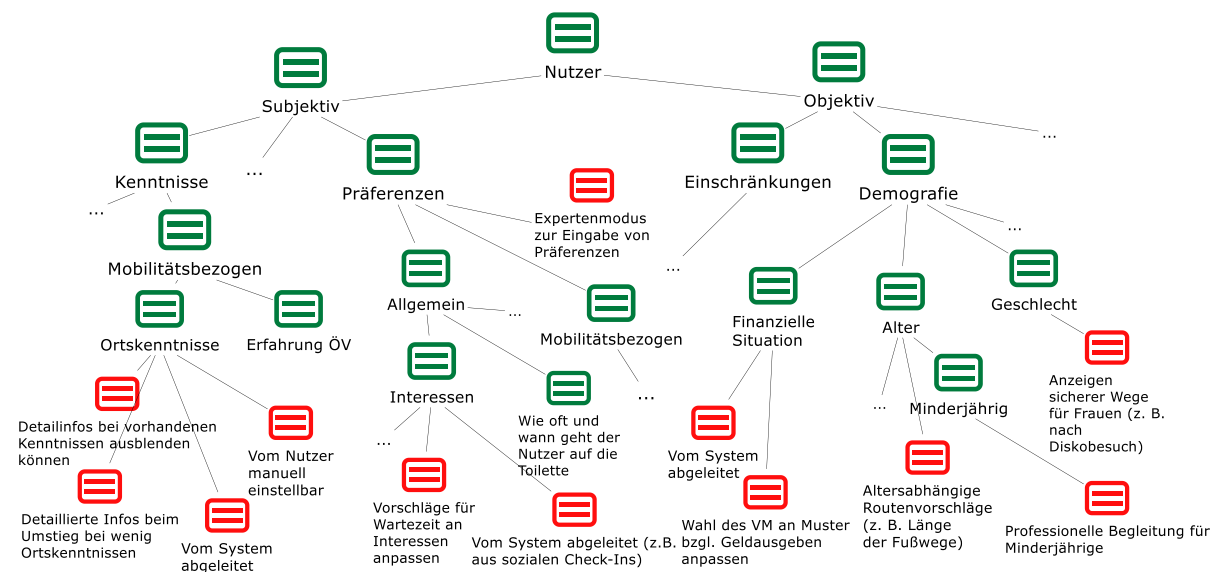 Nutzer
Subjektiv
Objektiv
...
Kenntnisse
...
Präferenzen
Einschränkungen
Demografie
...
Mobilitätsbezogen
Expertenmodus
zur Eingabe von
Präferenzen
...
...
Allgemein
...
Mobilitätsbezogen
Finanzielle
Situation
Alter
Geschlecht
Ortskenntnisse
Erfahrung ÖV
Interessen
...
Wie oft und
wann geht der
Nutzer auf die
Toilette
...
...
Minderjährig
Anzeigen
sicherer Wege
für Frauen (z. B.
nach
Diskobesuch)
Detailinfos bei vorhandenen
Kenntnissen ausblenden
können
Vom Nutzer
manuell
einstellbar
Vom System
abgeleitet
Detaillierte Infos beim
Umstieg bei wenig
Ortskenntnissen
Vom System
abgeleitet
Vorschläge für
Wartezeit an
Interessen
anpassen
Vom System abgeleitet (z.B.
aus sozialen Check-Ins)
Wahl des VM an Muster
bzgl. Geldausgeben
anpassen
Altersabhängige
Routenvorschläge
(z. B. Länge
der Fußwege)
Professionelle Begleitung für
Minderjährige